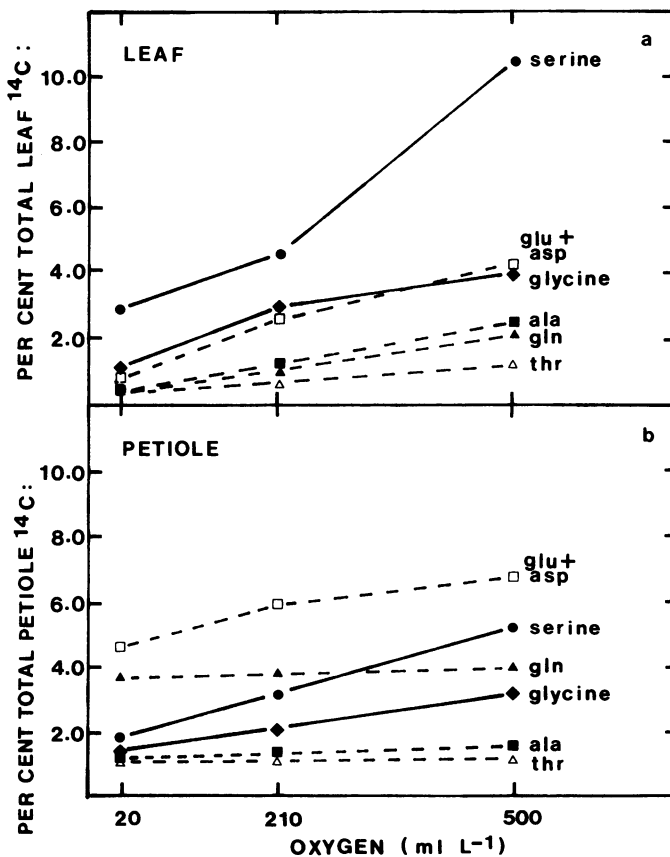 LEAF
a
PER CENT TOTAL LEAF ¹⁴C:
10.0
8.0
6.0
4.0
2.0
serine
glu +
asp
glycine
ala
gln
thr
PETIOLE
b
PER CENT TOTAL PETIOLE ¹⁴C:
10.0
8.0
6.0
4.0
2.0
glu+
asp
serine
gln
glycine
ala
thr
20
210
500
OXYGEN (ml L⁻¹)